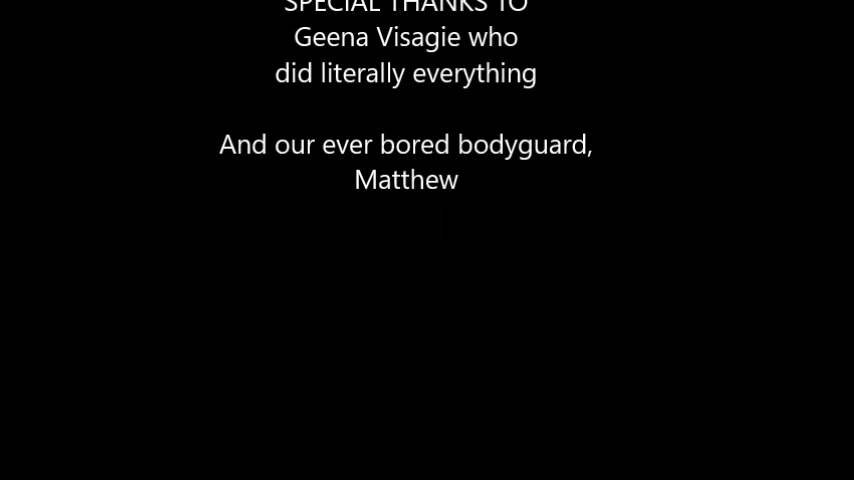 SPECIAL THANKS TO
Geena Visagie who
did literally everything
And our ever bored bodyguard,
Matthew